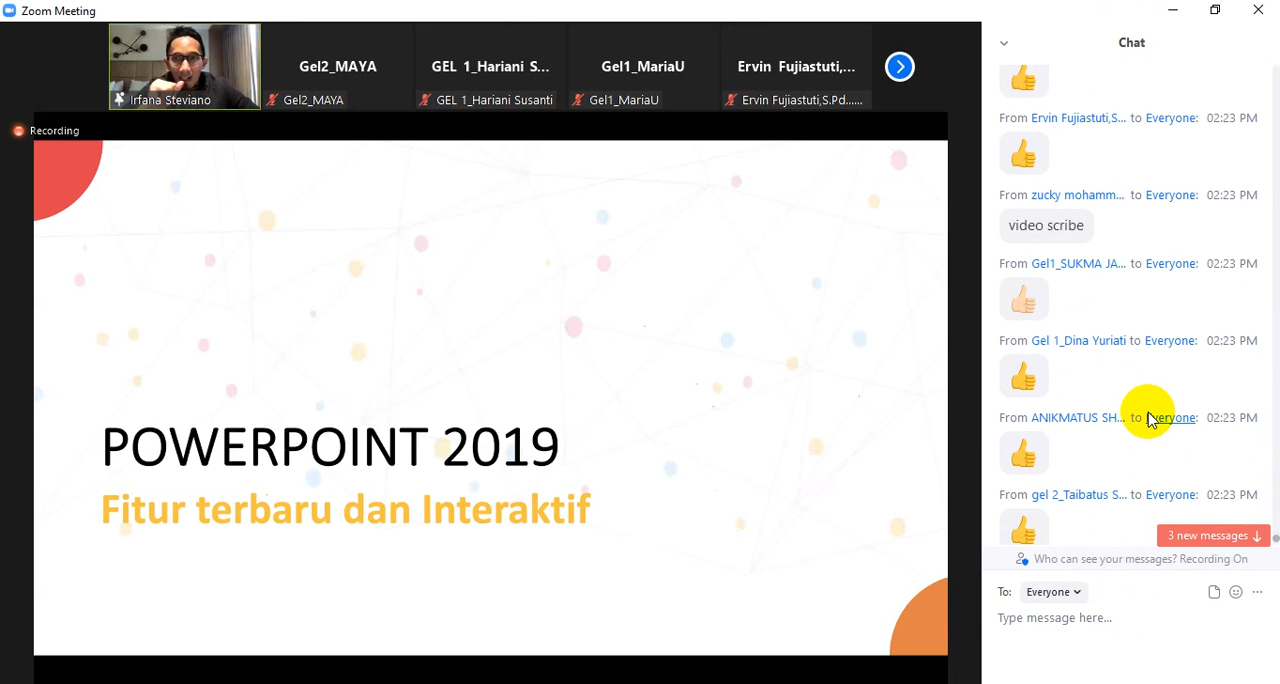 Zoom Meeting
Irfana Steviano
Gel2_MAYA
Gel2_MAYA
GEL 1_Hariani S...
GEL 1_Hariani Susanti
Gel1_MariaU
Gel1_MariaU
Ervin Fujiastuti,...
Ervin Fujiastuti,S.Pd......
Recording
POWERPOINT 2019
Fitur terbaru dan Interaktif
Chat
From Ervin Fujiastuti,S... to Everyone: 02:23 PM
From zucky mohamm... to Everyone: 02:23 PM
video scribe
From Gel1_SUKMA JA... to Everyone: 02:23 PM
From Gel 1_Dina Yuriati to Everyone: 02:23 PM
From ANIKMATUS SH... to Everyone: 02:23 PM
From gel 2_Taibatus S... to Everyone: 02:23 PM
3 new messages
Who can see your messages? Recording On
To: Everyone
Type message here...